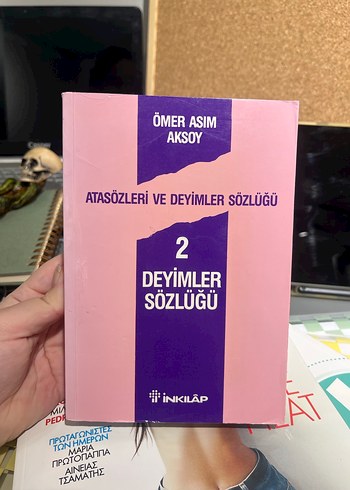 ÖMER ASIM
AKSOY
ATASÖZLERİ VE DEYİMLER SÖZLÜĞÜ
2
DEYİMLER
SÖZLÜĞÜ
İNKILÂP
ΠΡΩΤΑΓΩΝΙΣΤΕΣ
ΤΩΝ ΗΜΕΡΩΝ
ΜΑΡΙΑ
ΠΡΩΤΟΠΑΠΠΑ
ΑΙΝΕΙΑΣ
ΤΣΑΜΑΤΗΣ